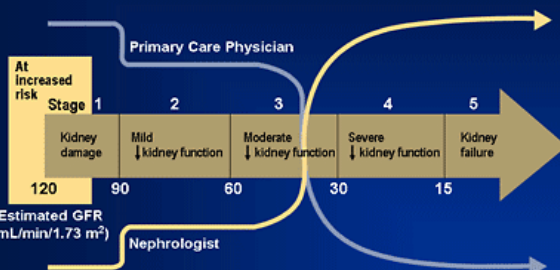 Primary Care Physician
At
increased
risk
Stage 1 2 3 4 5
Kidney
damage
Mild
↓kidney function
Moderate
↓ kidney function
Severe
↓ kidney function
Kidney
failure
120 90 60 30 15
Estimated GFR
mL/min/1.73 m²)
Nephrologist